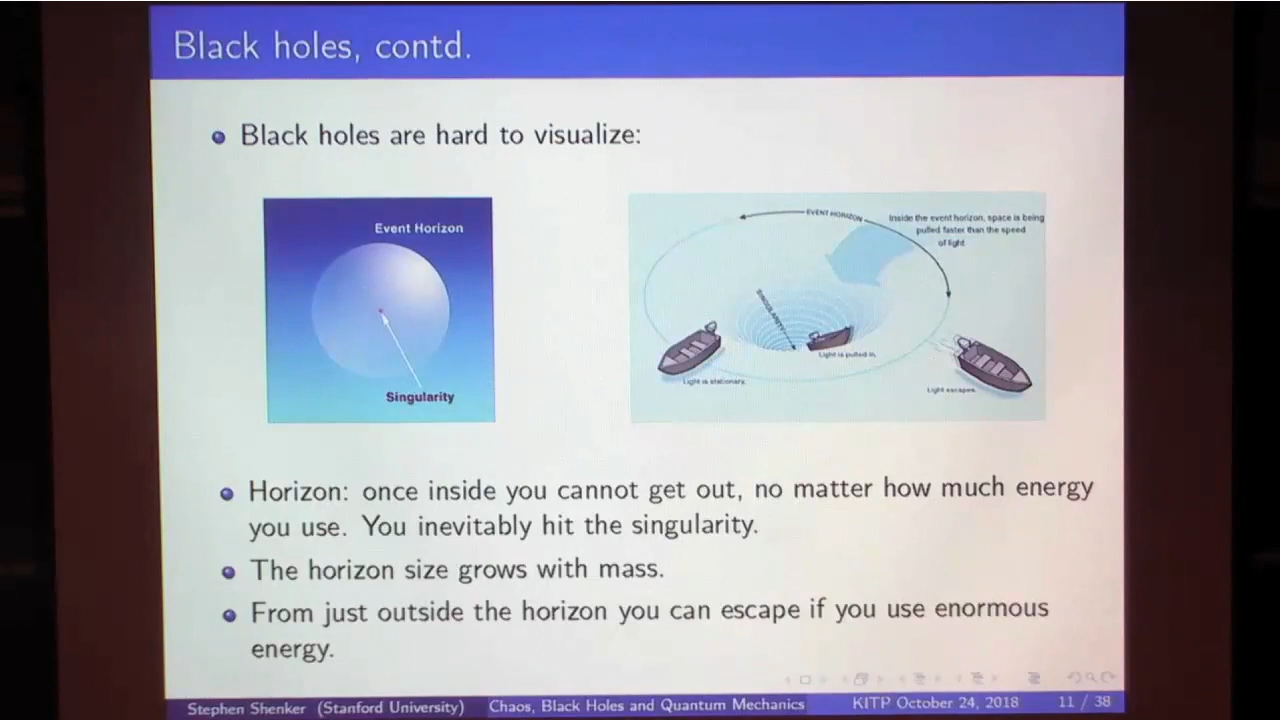 Black holes, contd.
Black holes are hard to visualize:
Event Horizon
Singularity
EVENT HORIZON
Inside the event horizon, space is being
pulled faster than the speed
of light
SINGULARITY
Light is pulled in.
Light is stationary.
Light escapes.
Horizon: once inside you cannot get out, no matter how much energy
you use. You inevitably hit the singularity.
The horizon size grows with mass.
From just outside the horizon you can escape if you use enormous
energy.
Stephen Shenker (Stanford University) Chaos, Black Holes and Quantum Mechanics KITP October 24, 2018 11 / 38